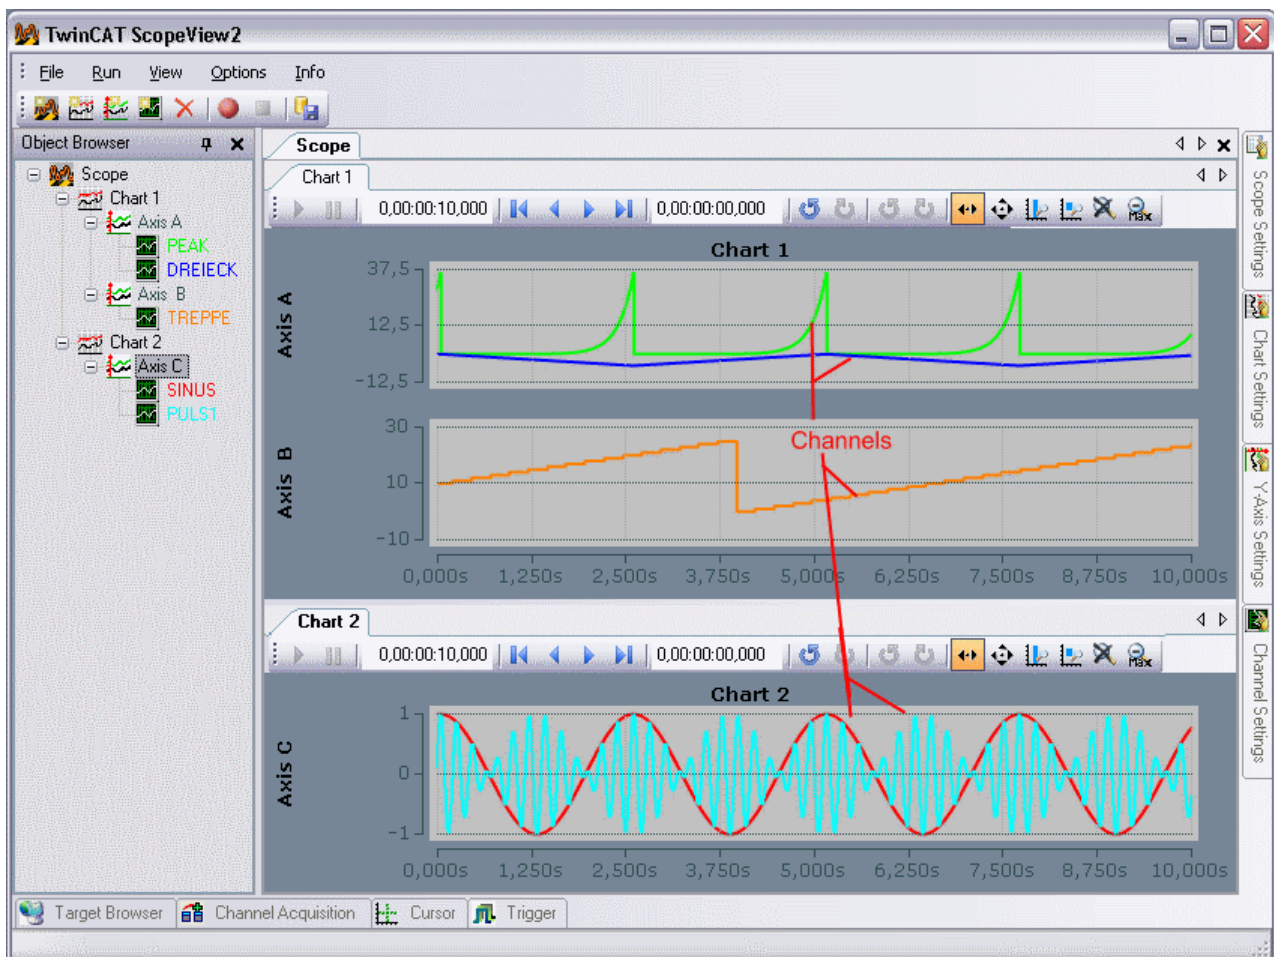 TwinCAT ScopeView2
File Run View Options Info
Object Browser
Scope
Chart 1
Axis A
PEAK
DREIECK
Axis B
TREPPE
Chart 2
Axis C
SINUS
PULS1
Scope
Chart 1
0,00:00:10,000 0,00:00:00,000 Max
Chart 1
Axis A
37,5
12,5
-12,5
Channels
Axis B
30
10
-10
0,000s 1,250s 2,500s 3,750s 5,000s 6,250s 7,500s 8,750s 10,000s
Chart 2
0,00:00:10,000 0,00:00:00,000 Max
Chart 2
Axis C
1
0
-1
0,000s 1,250s 2,500s 3,750s 5,000s 6,250s 7,500s 8,750s 10,000s
Scope Settings
Chart Settings
Y-Axis Settings
Channel Settings
Target Browser Channel Acquisition Cursor Trigger